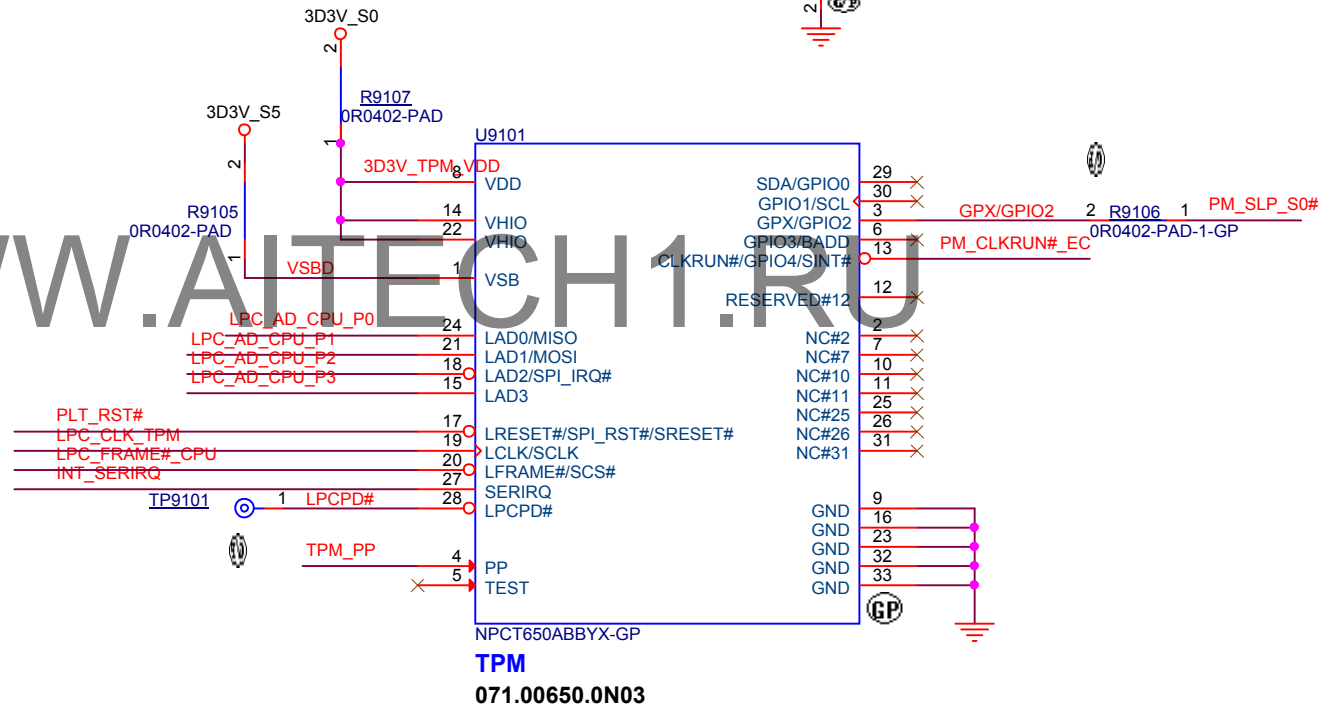 3D3V_S0
2
GP
2
R9107
0R0402-PAD
3D3V_S5
1
U9101
2
3D3V_TPM_VDD
8
VDD
SDA/GPIO0
29
GPIO1/SCL
30
R9105
0R0402-PAD
14
VHIO
GPX/GPIO2
3
GPX/GPIO2
2
R9106
1
PM_SLP_S0#
0R0402-PAD-1-GP
22
VHIO
GPIO3/BADD
6
PM_CLKRUN#_EC
1
VSBD
1
VSB
CLKRUN#/GPIO4/SINT#
13
WW.AITECH1.RU
RESERVED#12
12
LPC_AD_CPU_P0
24
LAD0/MISO
NC#2
2
LPC_AD_CPU_P1
21
LAD1/MOSI
NC#7
7
LPC_AD_CPU_P2
18
LAD2/SPI_IRQ#
NC#10
10
LPC_AD_CPU_P3
15
LAD3
NC#11
11
NC#25
25
PLT_RST#
17
LRESET#/SPI_RST#/SRESET#
NC#26
26
LPC_CLK_TPM
19
LCLK/SCLK
NC#31
31
LPC_FRAME#_CPU
20
LFRAME#/SCS#
INT_SERIRQ
27
SERIRQ
TP9101
1
LPCPD#
28
LPCPD#
GND
9
GND
16
GND
23
TPM_PP
4
PP
GND
32
5
TEST
GND
33
GP
NPCT650ABBYX-GP
TPM
071.00650.0N03